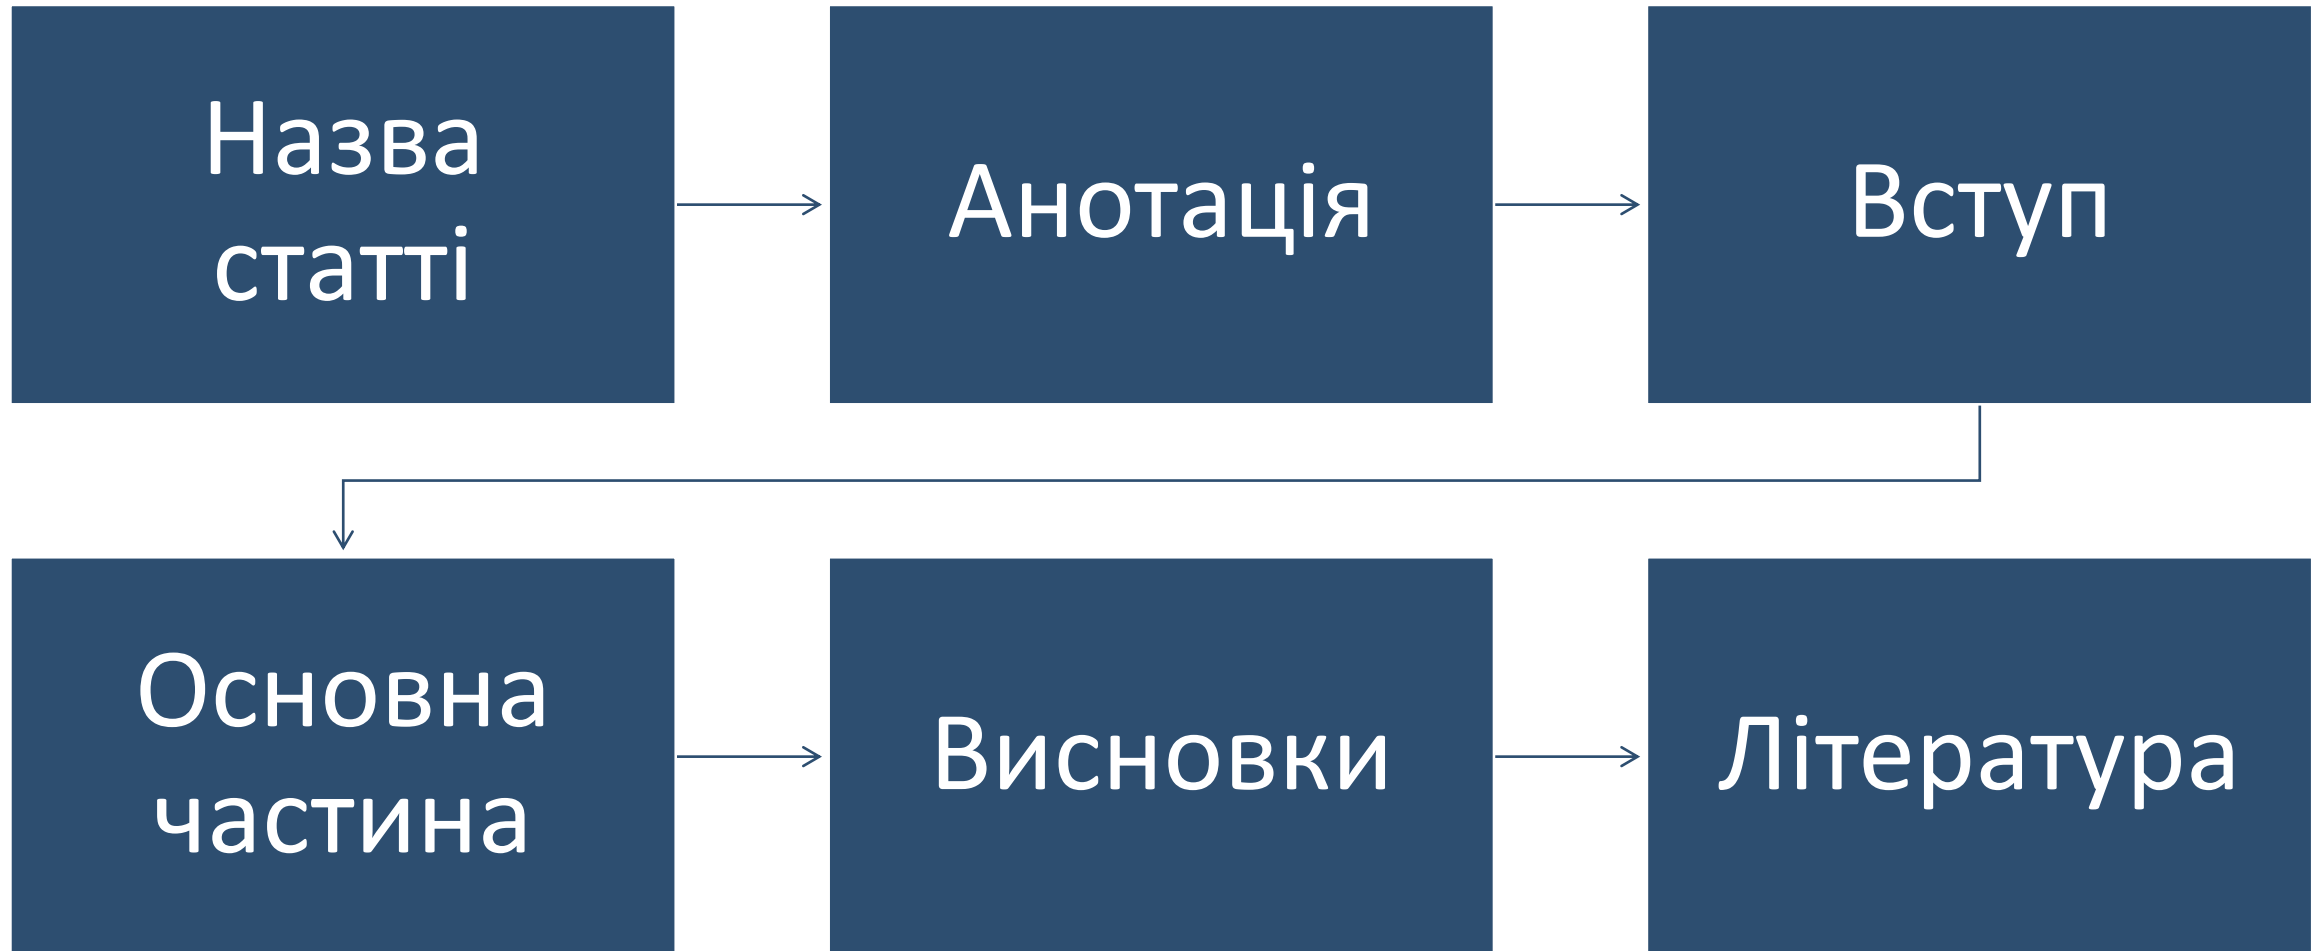 Назва
статті
Анотація
Вступ
Основна
частина
Висновки
Література